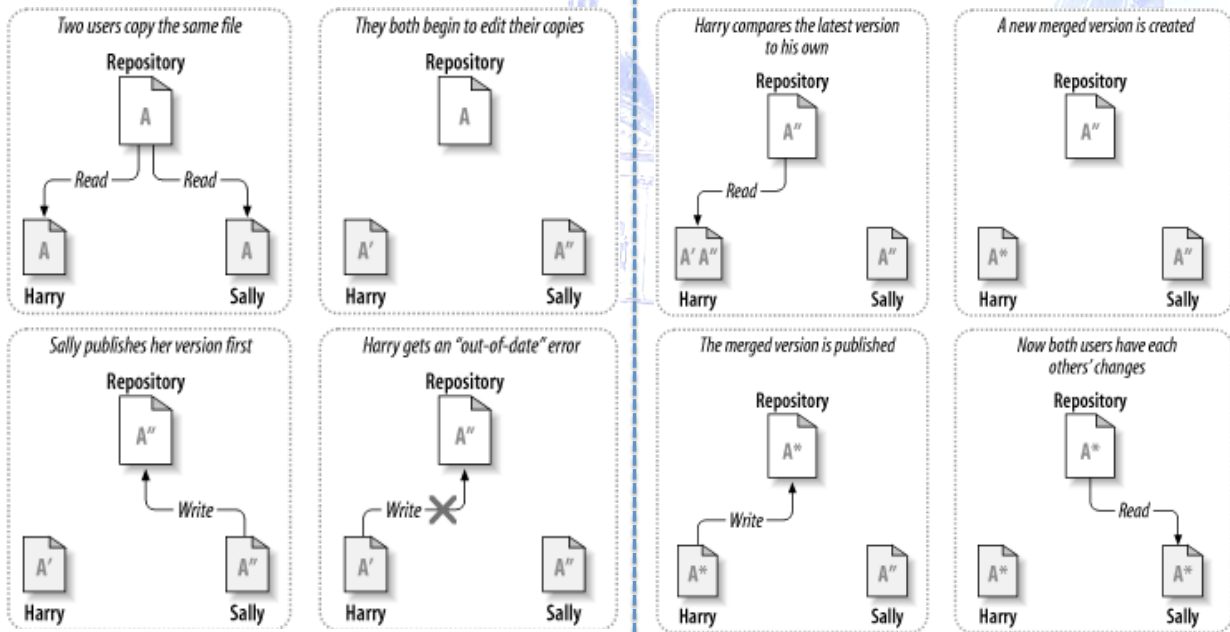 Two users copy the same file
Repository
A
Read
Read
A
A
Harry
Sally
They both begin to edit their copies
Repository
A
A′
A″
Harry
Sally
Sally publishes her version first
Repository
A″
Write
A′
A″
Harry
Sally
Harry gets an “out-of-date” error
Repository
A″
Write
A′
A″
Harry
Sally
Harry compares the latest version
to his own
Repository
A″
Read
A′ A″
A″
Harry
Sally
A new merged version is created
Repository
A″
A*
A″
Harry
Sally
The merged version is published
Repository
A*
Write
A*
A″
Harry
Sally
Now both users have each
others’ changes
Repository
A*
Read
A*
A*
Harry
Sally